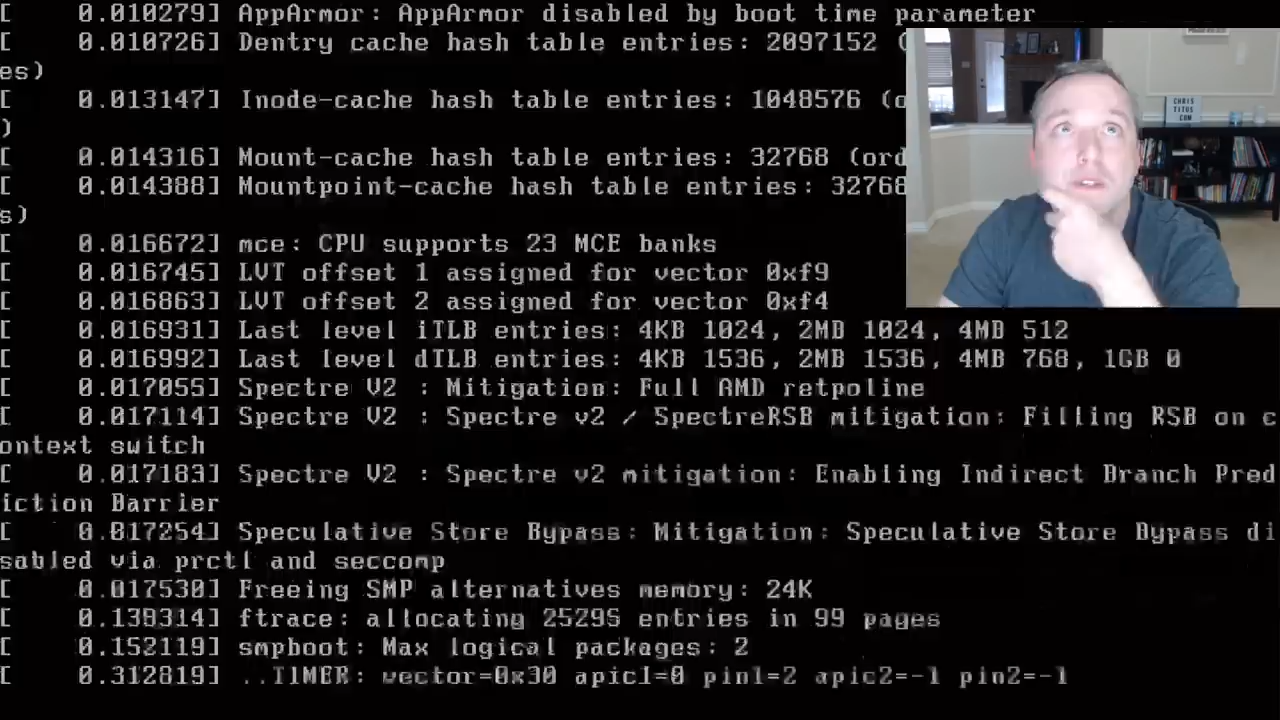 [    0.010279] AppArmor: AppArmor disabled by boot time parameter
[    0.010726] Dentry cache hash table entries: 2097152 (
es)
[    0.013147] Inode-cache hash table entries: 1048576 (o
)
[    0.014316] Mount-cache hash table entries: 32768 (ord
[    0.014388] Mountpoint-cache hash table entries: 32768
s)
[    0.016672] mce: CPU supports 23 MCE banks
[    0.016745] LVT offset 1 assigned for vector 0xf9
[    0.016863] LVT offset 2 assigned for vector 0xf4
[    0.016931] Last level iTLB entries: 4KB 1024, 2MB 1024, 4MB 512
[    0.016992] Last level dTLB entries: 4KB 1536, 2MB 1536, 4MB 768, 1GB 0
[    0.017055] Spectre V2 : Mitigation: Full AMD retpoline
[    0.017114] Spectre V2 : Spectre v2 / SpectreRSB mitigation: Filling RSB on c
ontext switch
[    0.017183] Spectre V2 : Spectre v2 mitigation: Enabling Indirect Branch Pred
iction Barrier
[    0.017254] Speculative Store Bypass: Mitigation: Speculative Store Bypass di
sabled via prctl and seccomp
[    0.017530] Freeing SMP alternatives memory: 24K
[    0.138314] ftrace: allocating 25296 entries in 99 pages
[    0.152119] smpboot: Max logical packages: 2
[    0.312819] ..TIMER: vector=0x30 apic1=0 pin1=2 apic2=-1 pin2=-1
CHRIS
TITUS
COM